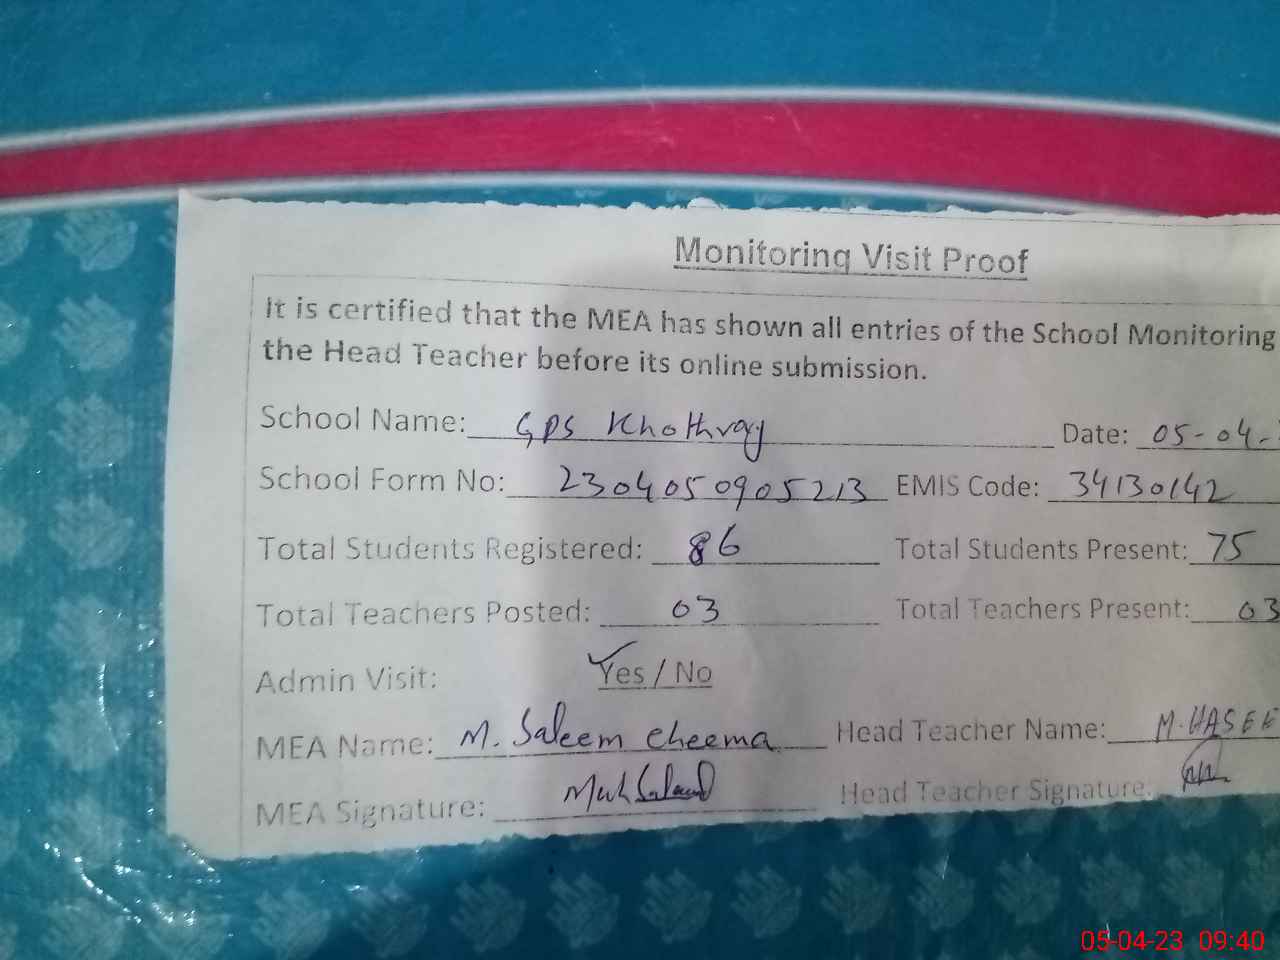 Monitoring Visit Proof
It is certified that the MEA has shown all entries of the School Monitoring
the Head Teacher before its online submission.
School Name: GPS Khothray Date: 05-04-
School Form No: 2304050905213 EMIS Code: 34130142
Total Students Registered: 86 Total Students Present: 75
Total Teachers Posted: 03 Total Teachers Present: 03
Admin Visit: Yes / No
MEA Name: M. Saleem cheema Head Teacher Name: M. HASEE
MEA Signature: Head Teacher Signature:
05-04-23 09:40